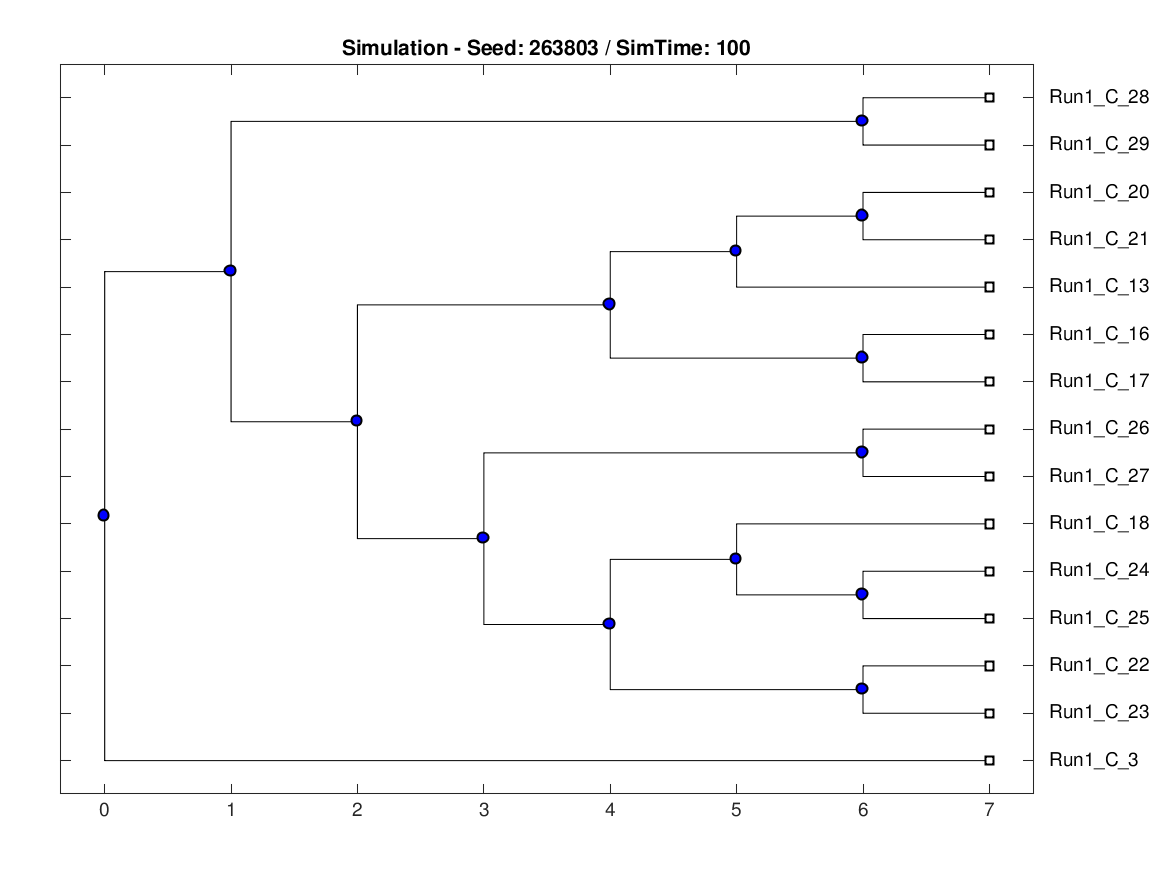 Simulation - Seed: 263803 / SimTime: 100
Run1_C_28
Run1_C_29
Run1_C_20
Run1_C_21
Run1_C_13
Run1_C_16
Run1_C_17
Run1_C_26
Run1_C_27
Run1_C_18
Run1_C_24
Run1_C_25
Run1_C_22
Run1_C_23
Run1_C_3
0 1 2 3 4 5 6 7